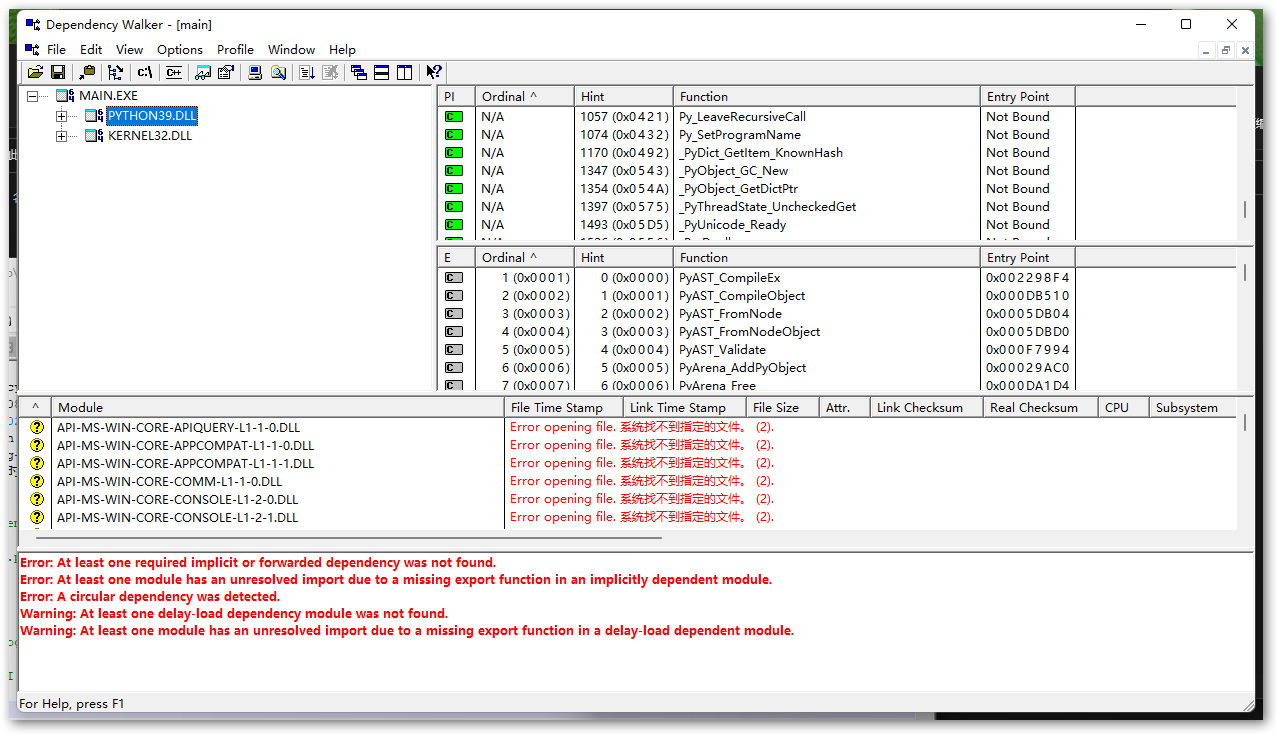 Dependency Walker - [main]
File Edit View Options Profile Window Help
c:\ C++
MAIN.EXE
PYTHON39.DLL
KERNEL32.DLL
PI Ordinal ^ Hint Function Entry Point
C N/A 1057 (0x0421) Py_LeaveRecursiveCall Not Bound
C N/A 1074 (0x0432) Py_SetProgramName Not Bound
C N/A 1170 (0x0492) _PyDict_GetItem_KnownHash Not Bound
C N/A 1347 (0x0543) _PyObject_GC_New Not Bound
C N/A 1354 (0x054A) _PyObject_GetDictPtr Not Bound
C N/A 1397 (0x0575) _PyThreadState_UncheckedGet Not Bound
C N/A 1493 (0x05D5) _PyUnicode_Ready Not Bound
E Ordinal ^ Hint Function Entry Point
C 1 (0x0001) 0 (0x0000) PyAST_CompileEx 0x002298F4
C 2 (0x0002) 1 (0x0001) PyAST_CompileObject 0x000DB510
C 3 (0x0003) 2 (0x0002) PyAST_FromNode 0x0005DB04
C 4 (0x0004) 3 (0x0003) PyAST_FromNodeObject 0x0005DBD0
C 5 (0x0005) 4 (0x0004) PyAST_Validate 0x000F7994
C 6 (0x0006) 5 (0x0005) PyArena_AddPyObject 0x00029AC0
C 7 (0x0007) 6 (0x0006) PyArena_Free 0x000DA1D4
^ Module File Time Stamp Link Time Stamp File Size Attr. Link Checksum Real Checksum CPU Subsystem
? API-MS-WIN-CORE-APIQUERY-L1-1-0.DLL Error opening file. 系统找不到指定的文件。 (2).
? API-MS-WIN-CORE-APPCOMPAT-L1-1-0.DLL Error opening file. 系统找不到指定的文件。 (2).
? API-MS-WIN-CORE-APPCOMPAT-L1-1-1.DLL Error opening file. 系统找不到指定的文件。 (2).
? API-MS-WIN-CORE-COMM-L1-1-0.DLL Error opening file. 系统找不到指定的文件。 (2).
? API-MS-WIN-CORE-CONSOLE-L1-2-0.DLL Error opening file. 系统找不到指定的文件。 (2).
? API-MS-WIN-CORE-CONSOLE-L1-2-1.DLL Error opening file. 系统找不到指定的文件。 (2).
Error: At least one required implicit or forwarded dependency was not found.
Error: At least one module has an unresolved import due to a missing export function in an implicitly dependent module.
Error: A circular dependency was detected.
Warning: At least one delay-load dependency module was not found.
Warning: At least one module has an unresolved import due to a missing export function in a delay-load dependent module.
For Help, press F1